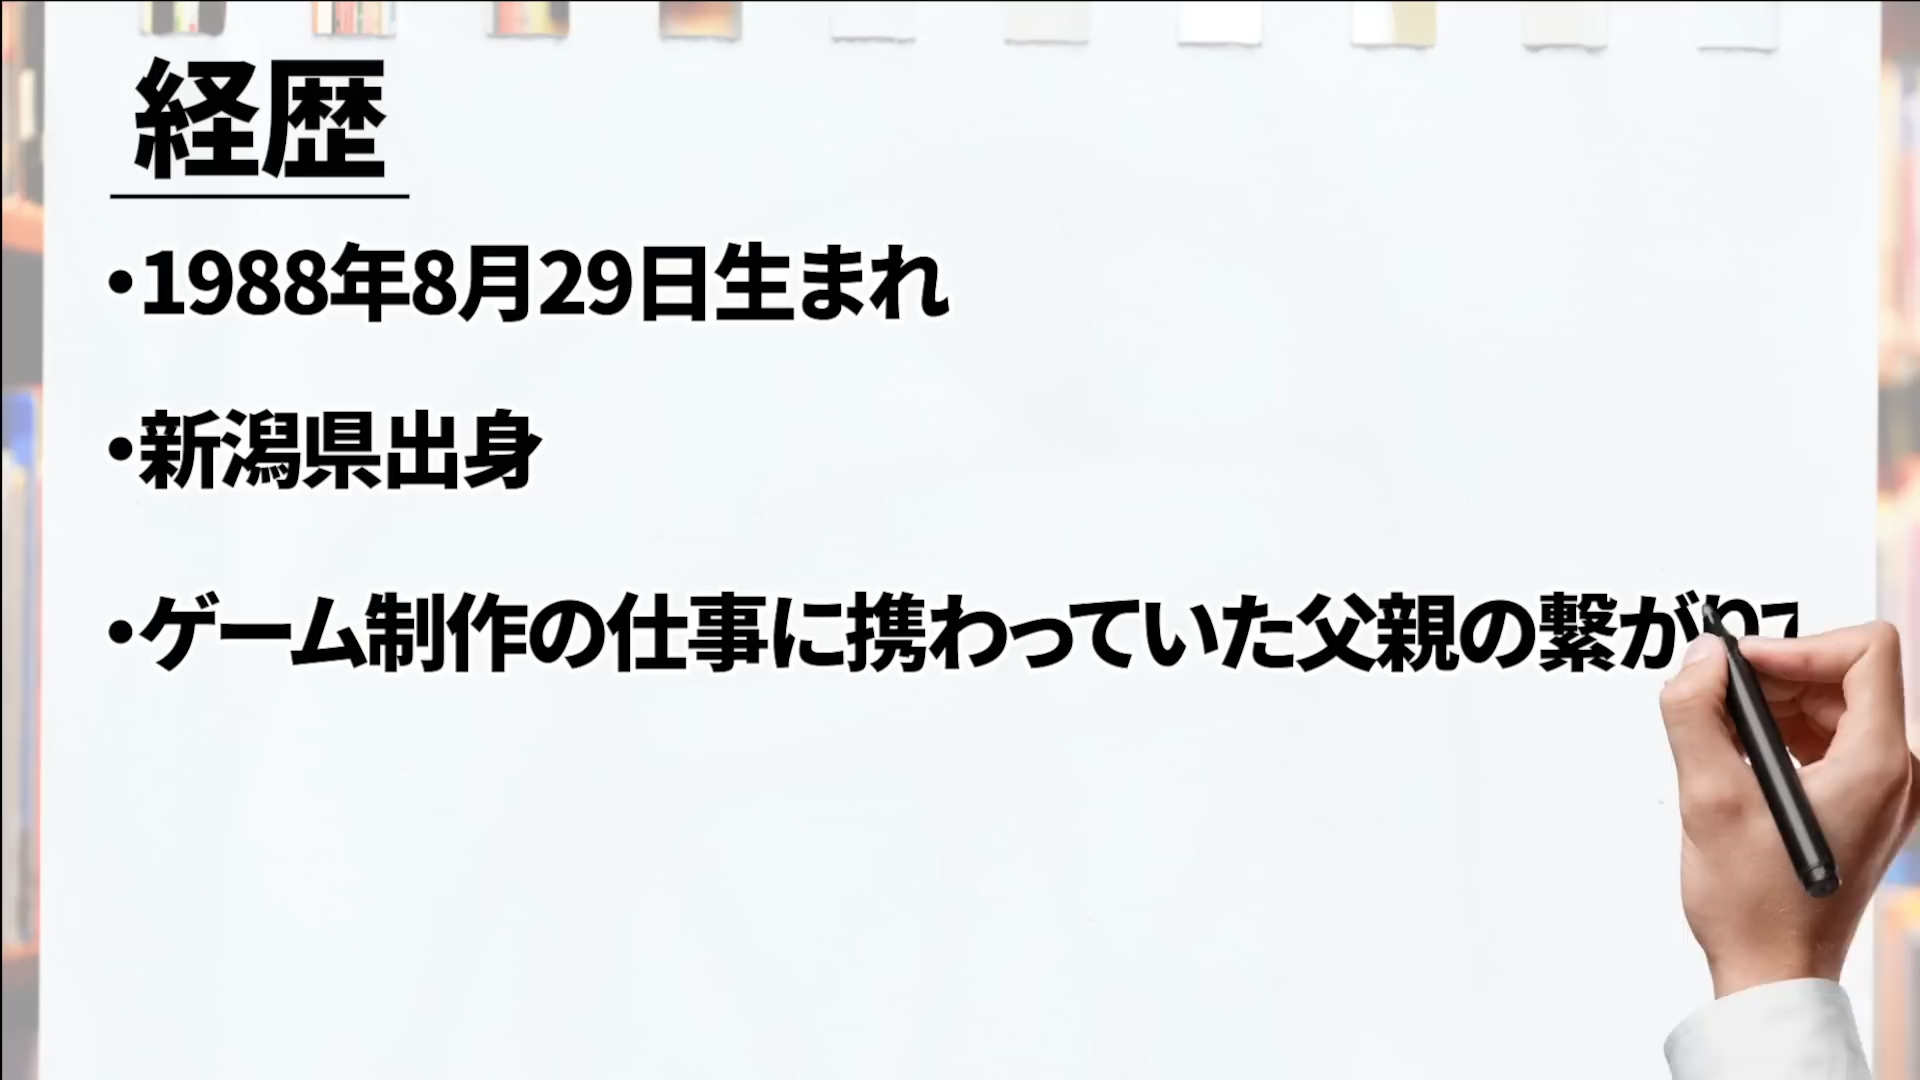 経歴
・1988年8月29日生まれ
・新潟県出身
・ゲーム制作の仕事に携わっていた父親の繋がり